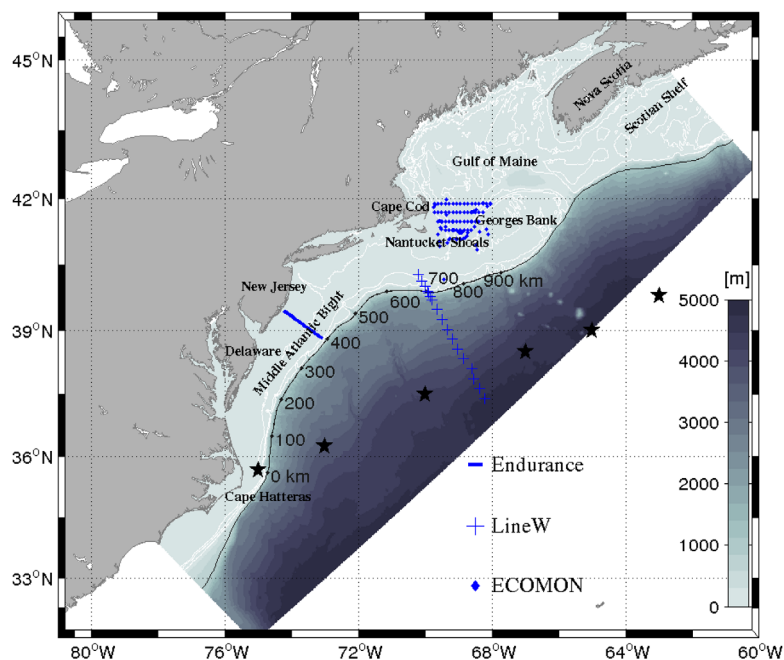 45°N
Nova Scotia
Scotian Shelf
Gulf of Maine
42°N
Cape Cod
Georges Bank
Nantucket Shoals
New Jersey
700
900 km
800
600
[m]
5000
39°N
500
Delaware
Middle Atlantic Bight
400
4000
300
200
3000
36°N
100
0 km
Cape Hatteras
Endurance
2000
LineW
1000
33°N
ECOMON
0
80°W
76°W
72°W
68°W
64°W
60°W